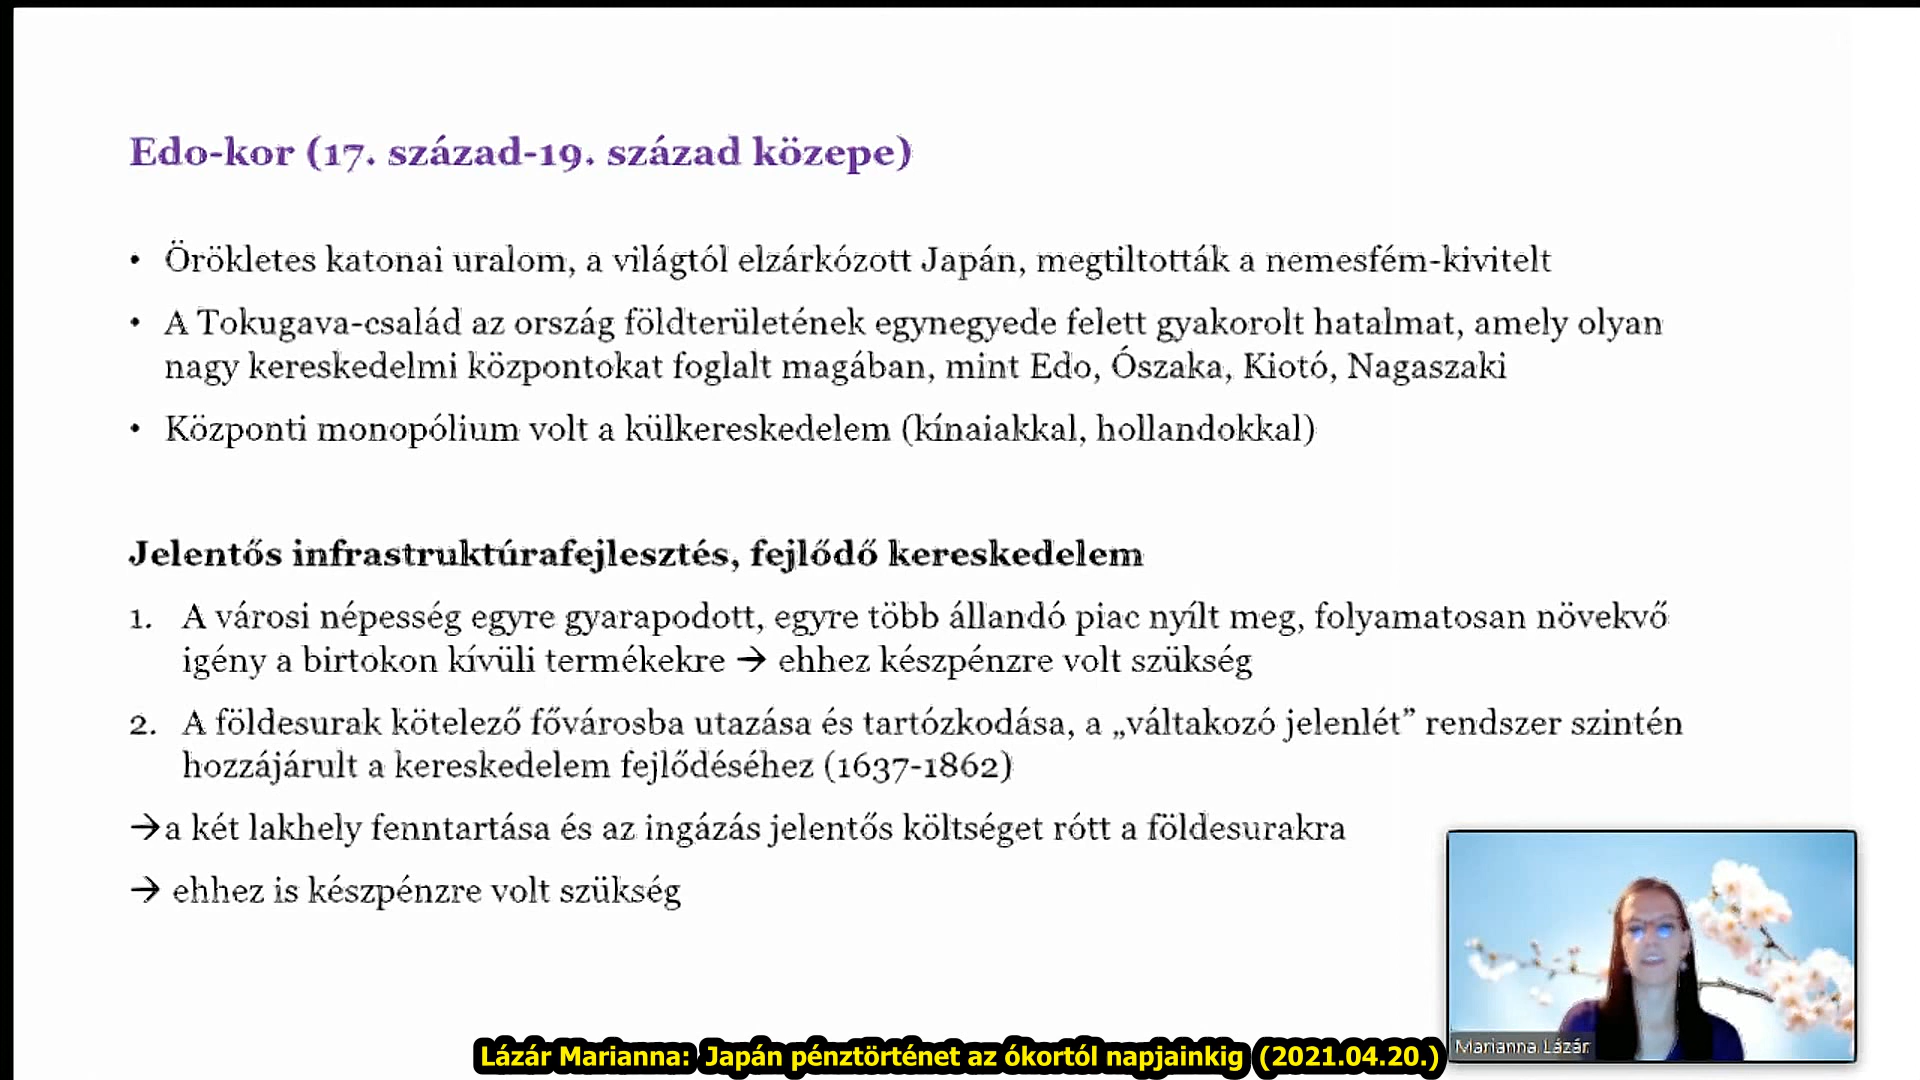 Edo-kor (17. század-19. század közepe)
• Örökletes katonai uralom, a világtól elzárkózott Japán, megtiltották a nemesfém-kivitelt
• A Tokugava-család az ország földterületének egynegyede felett gyakorolt hatalmat, amely olyan
nagy kereskedelmi központokat foglalt magában, mint Edo, Ószaka, Kiotó, Nagaszaki
• Központi monopólium volt a külkereskedelem (kínaiakkal, hollandokkal)
Jelentős infrastruktúrafejlesztés, fejlődő kereskedelem
1. A városi népesség egyre gyarapodott, egyre több állandó piac nyílt meg, folyamatosan növekvő
igény a birtokon kívüli termékekre → ehhez készpénzre volt szükség
2. A földesurak kötelező fővárosba utazása és tartózkodása, a „váltakozó jelenlét” rendszer szintén
hozzájárult a kereskedelem fejlődéséhez (1637-1862)
→a két lakhely fenntartása és az ingázás jelentős költséget rótt a földesurakra
→ ehhez is készpénzre volt szükség
Marianna Lázár
Lázár Marianna: Japán pénztörténet az ókortól napjainkig (2021.04.20.)